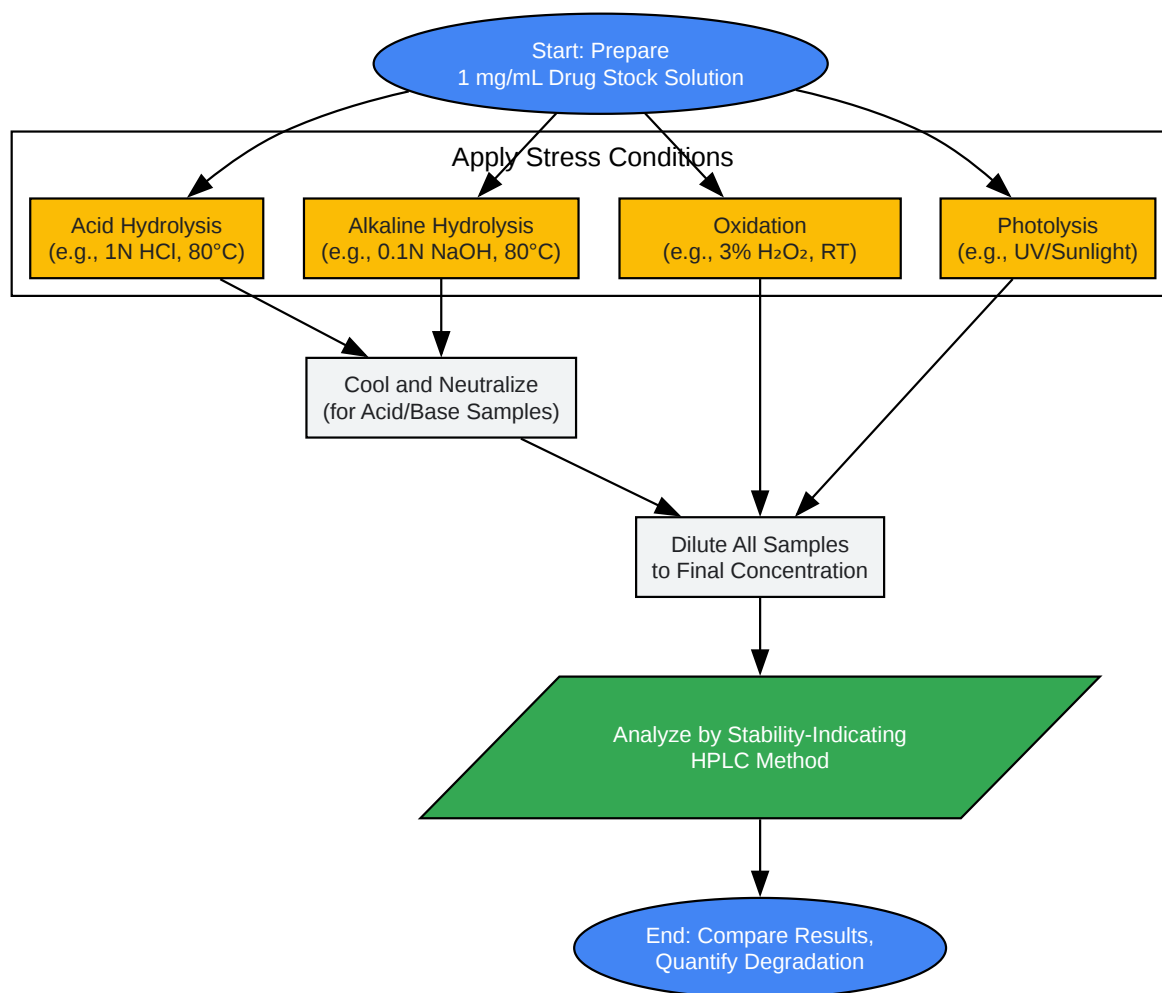 Start: Prepare
1 mg/mL Drug Stock Solution
Apply Stress Conditions
Acid Hydrolysis
(e.g., 1N HCl, 80°C)
Alkaline Hydrolysis
(e.g., 0.1N NaOH, 80°C)
Oxidation
(e.g., 3% H₂O₂, RT)
Photolysis
(e.g., UV/Sunlight)
Cool and Neutralize
(for Acid/Base Samples)
Dilute All Samples
to Final Concentration
Analyze by Stability-Indicating
HPLC Method
End: Compare Results,
Quantify Degradation